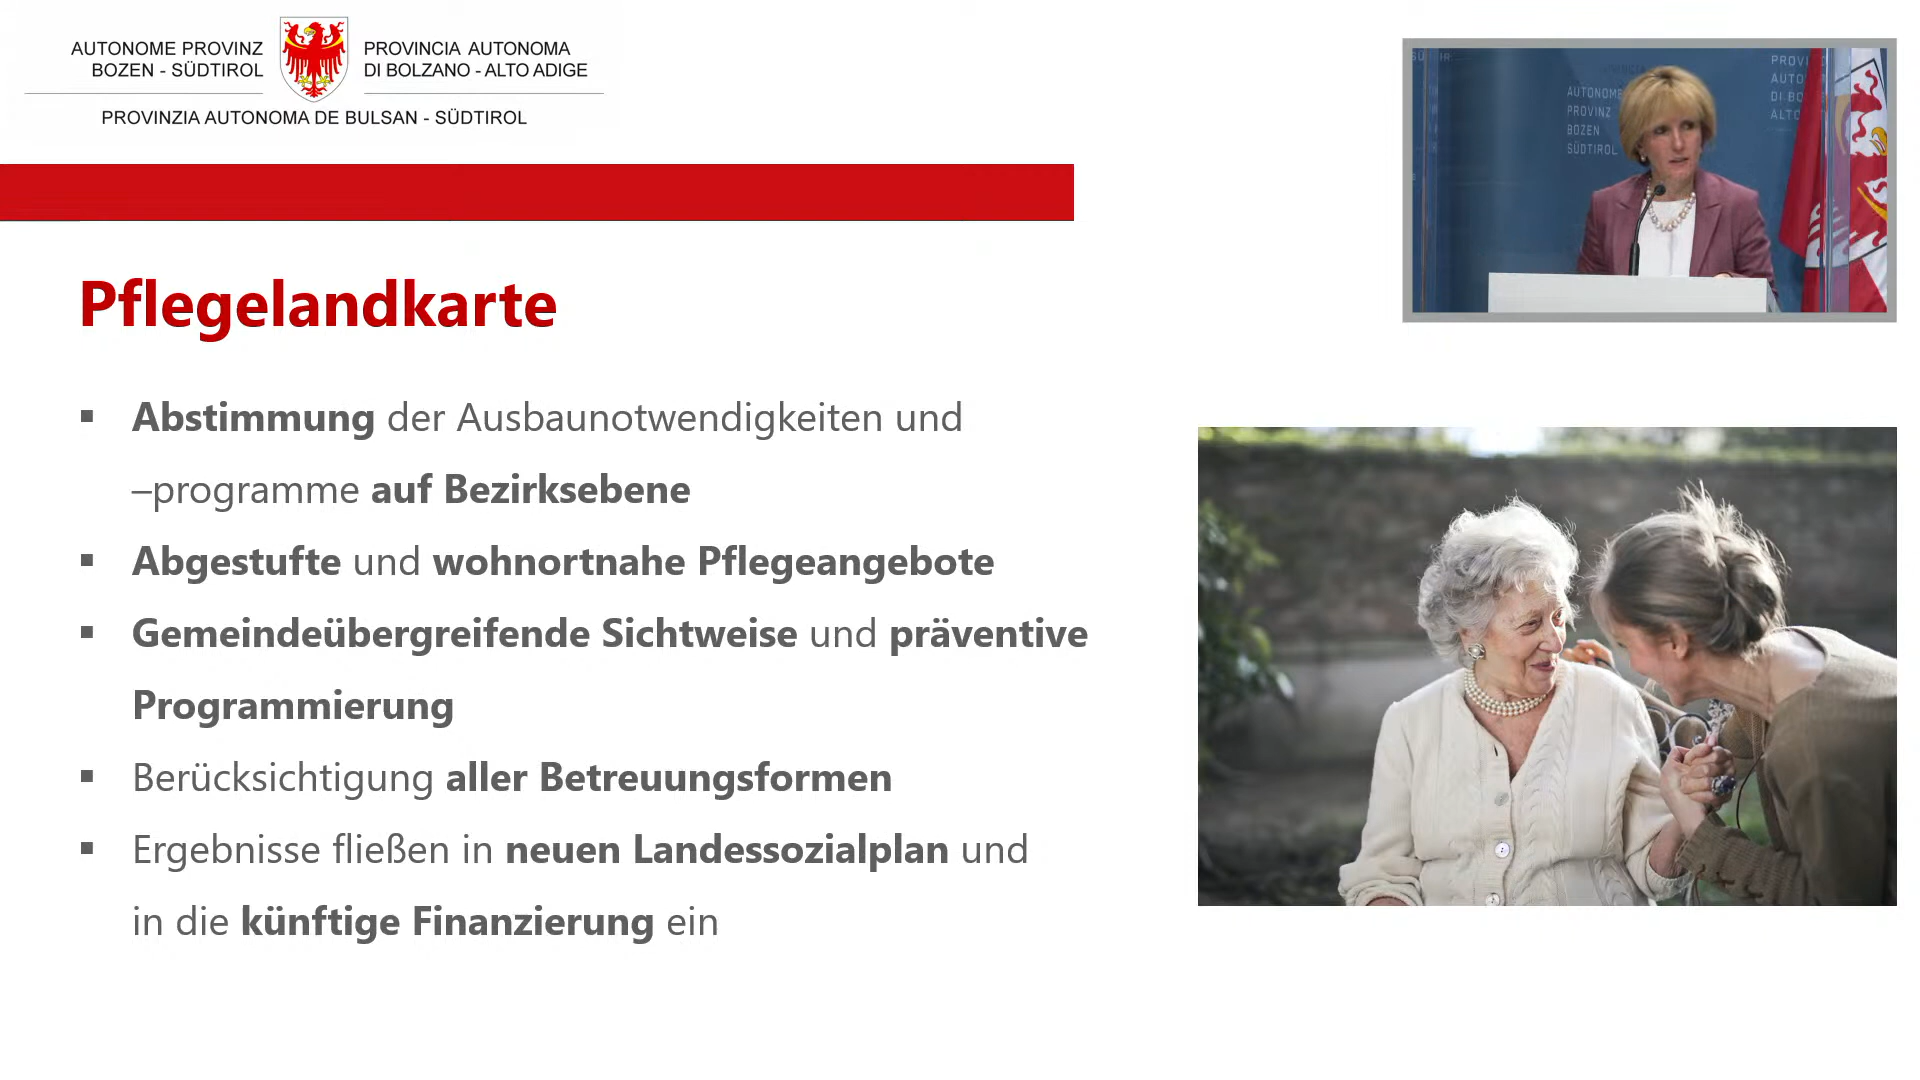 AUTONOME PROVINZ
BOZEN - SÜDTIROL
PROVINCIA AUTONOMA
DI BOLZANO - ALTO ADIGE
PROVINZIA AUTONOMA DE BULSAN - SÜDTIROL
AUTONOME
PROVINZ
BOZEN
SÜDTIROL
Pflegelandkarte
▪ Abstimmung der Ausbaunotwendigkeiten und
–programme auf Bezirksebene
▪ Abgestufte und wohnortnahe Pflegeangebote
▪ Gemeindeübergreifende Sichtweise und präventive
Programmierung
▪ Berücksichtigung aller Betreuungsformen
▪ Ergebnisse fließen in neuen Landessozialplan und
in die künftige Finanzierung ein